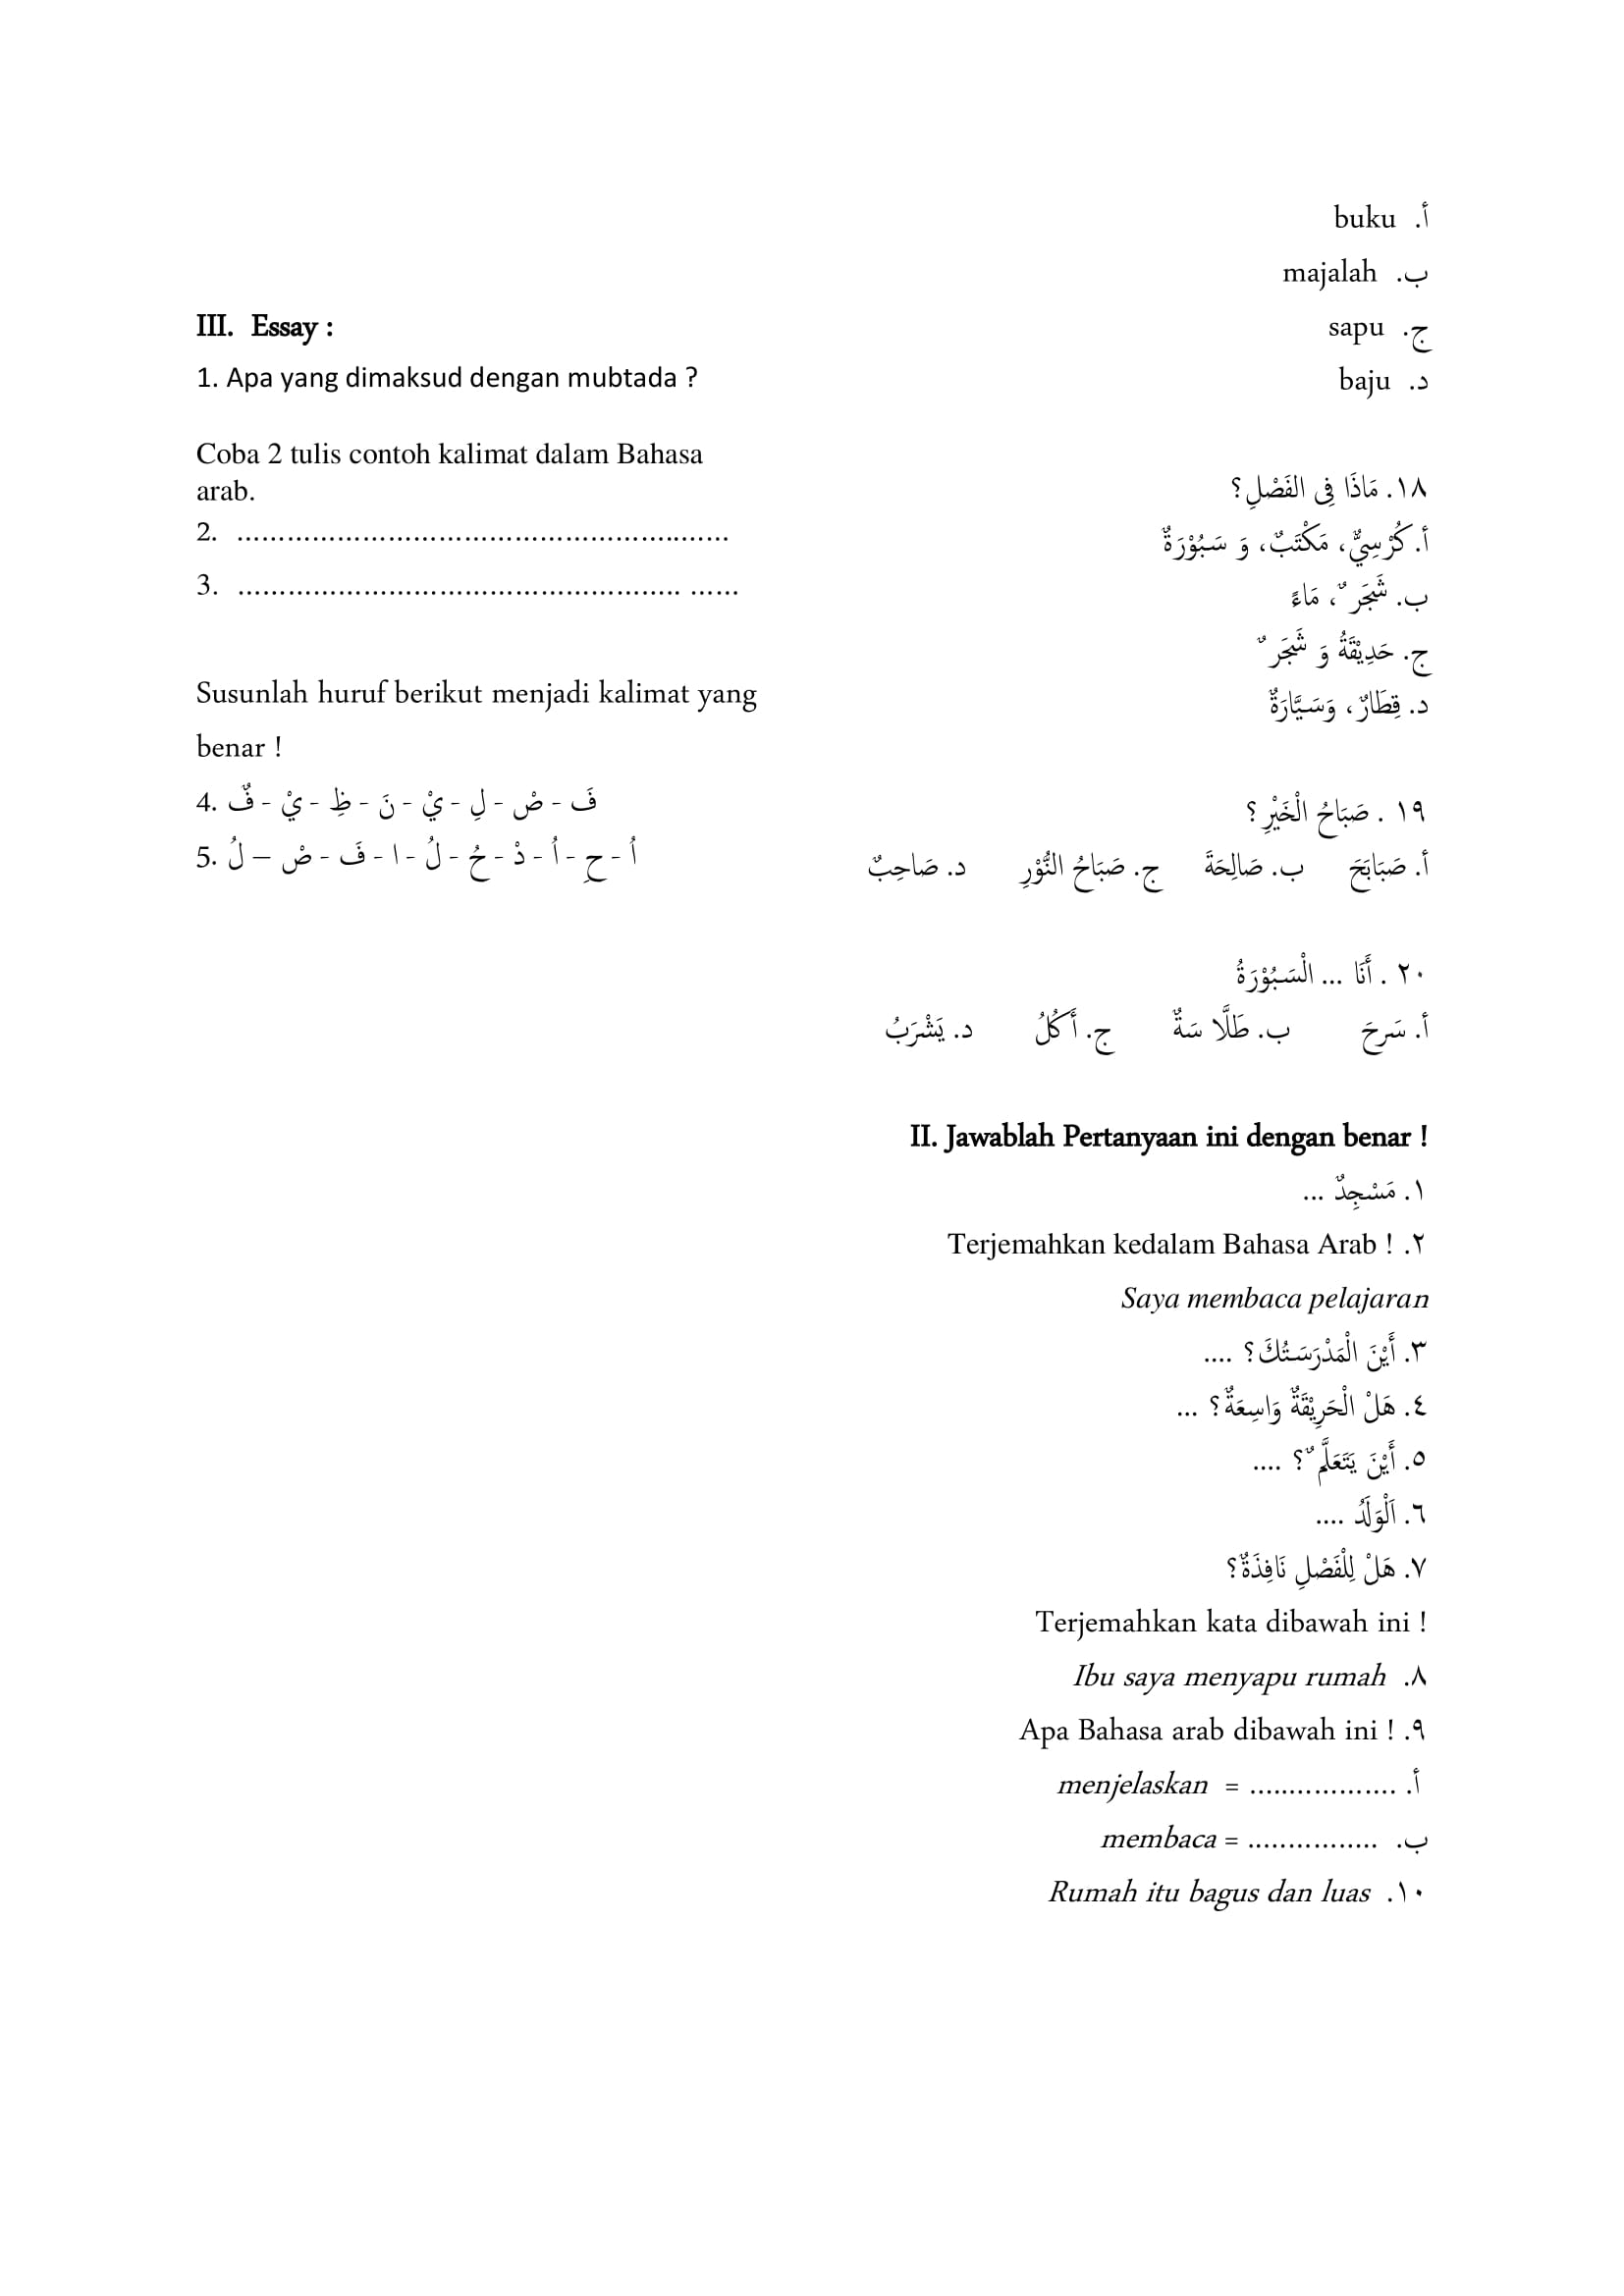 أ. buku
ب. majalah
ج. sapu
د. baju
١٨. مَاذَا فِى الفَصْلِ؟
أ. كُرْسِيٌّ، مَكْتَبٌ، وَ سَبُوْرَةٌ
ب. شَجَر ٌ، مَاءً
ج. حَدِيْقَةُ وَ شَجَر ٌ
د. قِطَارٌ، وَسَيَّارَةٌ
١٩ . صَبَاحُ الْخَيْرِ ؟
أ. صَبَابَحَ ب. صَالِحَةَ ج. صَبَاحُ النُّوْرِ د. صَاحِبٌ
٢٠ . أَنَا ... الْسَبُوْرَةُ
أ. سَرحَ ب. طَلَّا سَةٌ ج. أَكُلُ د. يَشْرَبُ
II. Jawablah Pertanyaan ini dengan benar !
١. مَسْجِدٌ ...
٢. Terjemahkan kedalam Bahasa Arab !
Saya membaca pelajaran
٣. أَيْنَ الْمَدْرَسَتُكَ؟ ....
٤. هَلْ الْحَرِيْقَةٌ وَاسِعَةٌ؟ ...
٥. أَيْنَ يَتَعَلَّم ٌ؟ ....
٦. اَلْوَلَدُ ....
٧. هَلْ لِلْفَصْلِ نَافِذَةٌ؟
Terjemahkan kata dibawah ini !
٨. Ibu saya menyapu rumah
٩. Apa Bahasa arab dibawah ini !
أ. menjelaskan = ..................
ب. membaca = ................
١٠. Rumah itu bagus dan luas
III. Essay :
1. Apa yang dimaksud dengan mubtada ?
Coba 2 tulis contoh kalimat dalam Bahasa
arab.
2. ............................................................
3. ...................................................... ......
Susunlah huruf berikut menjadi kalimat yang
benar !
4. فَ - صْ - لِ - يْ - نَ - ظِ - يْ - فٌ
5. اُ - حِ - اُ - دْ - خُ - لُ - ا - فَ - صْ – لُ